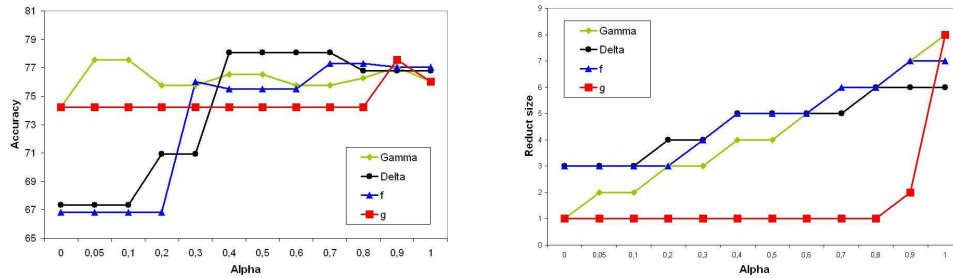 81
79
77
75
73
71
69
67
65
Accuracy
0 0,05 0,1 0,2 0,3 0,4 0,5 0,6 0,7 0,8 0,9 1
Alpha
Gamma
Delta
f
g
9
8
7
6
5
4
3
2
1
0
Reduct size
0 0,05 0,1 0,2 0,3 0,4 0,5 0,6 0,7 0,8 0,9 1
Alpha
Gamma
Delta
f
g